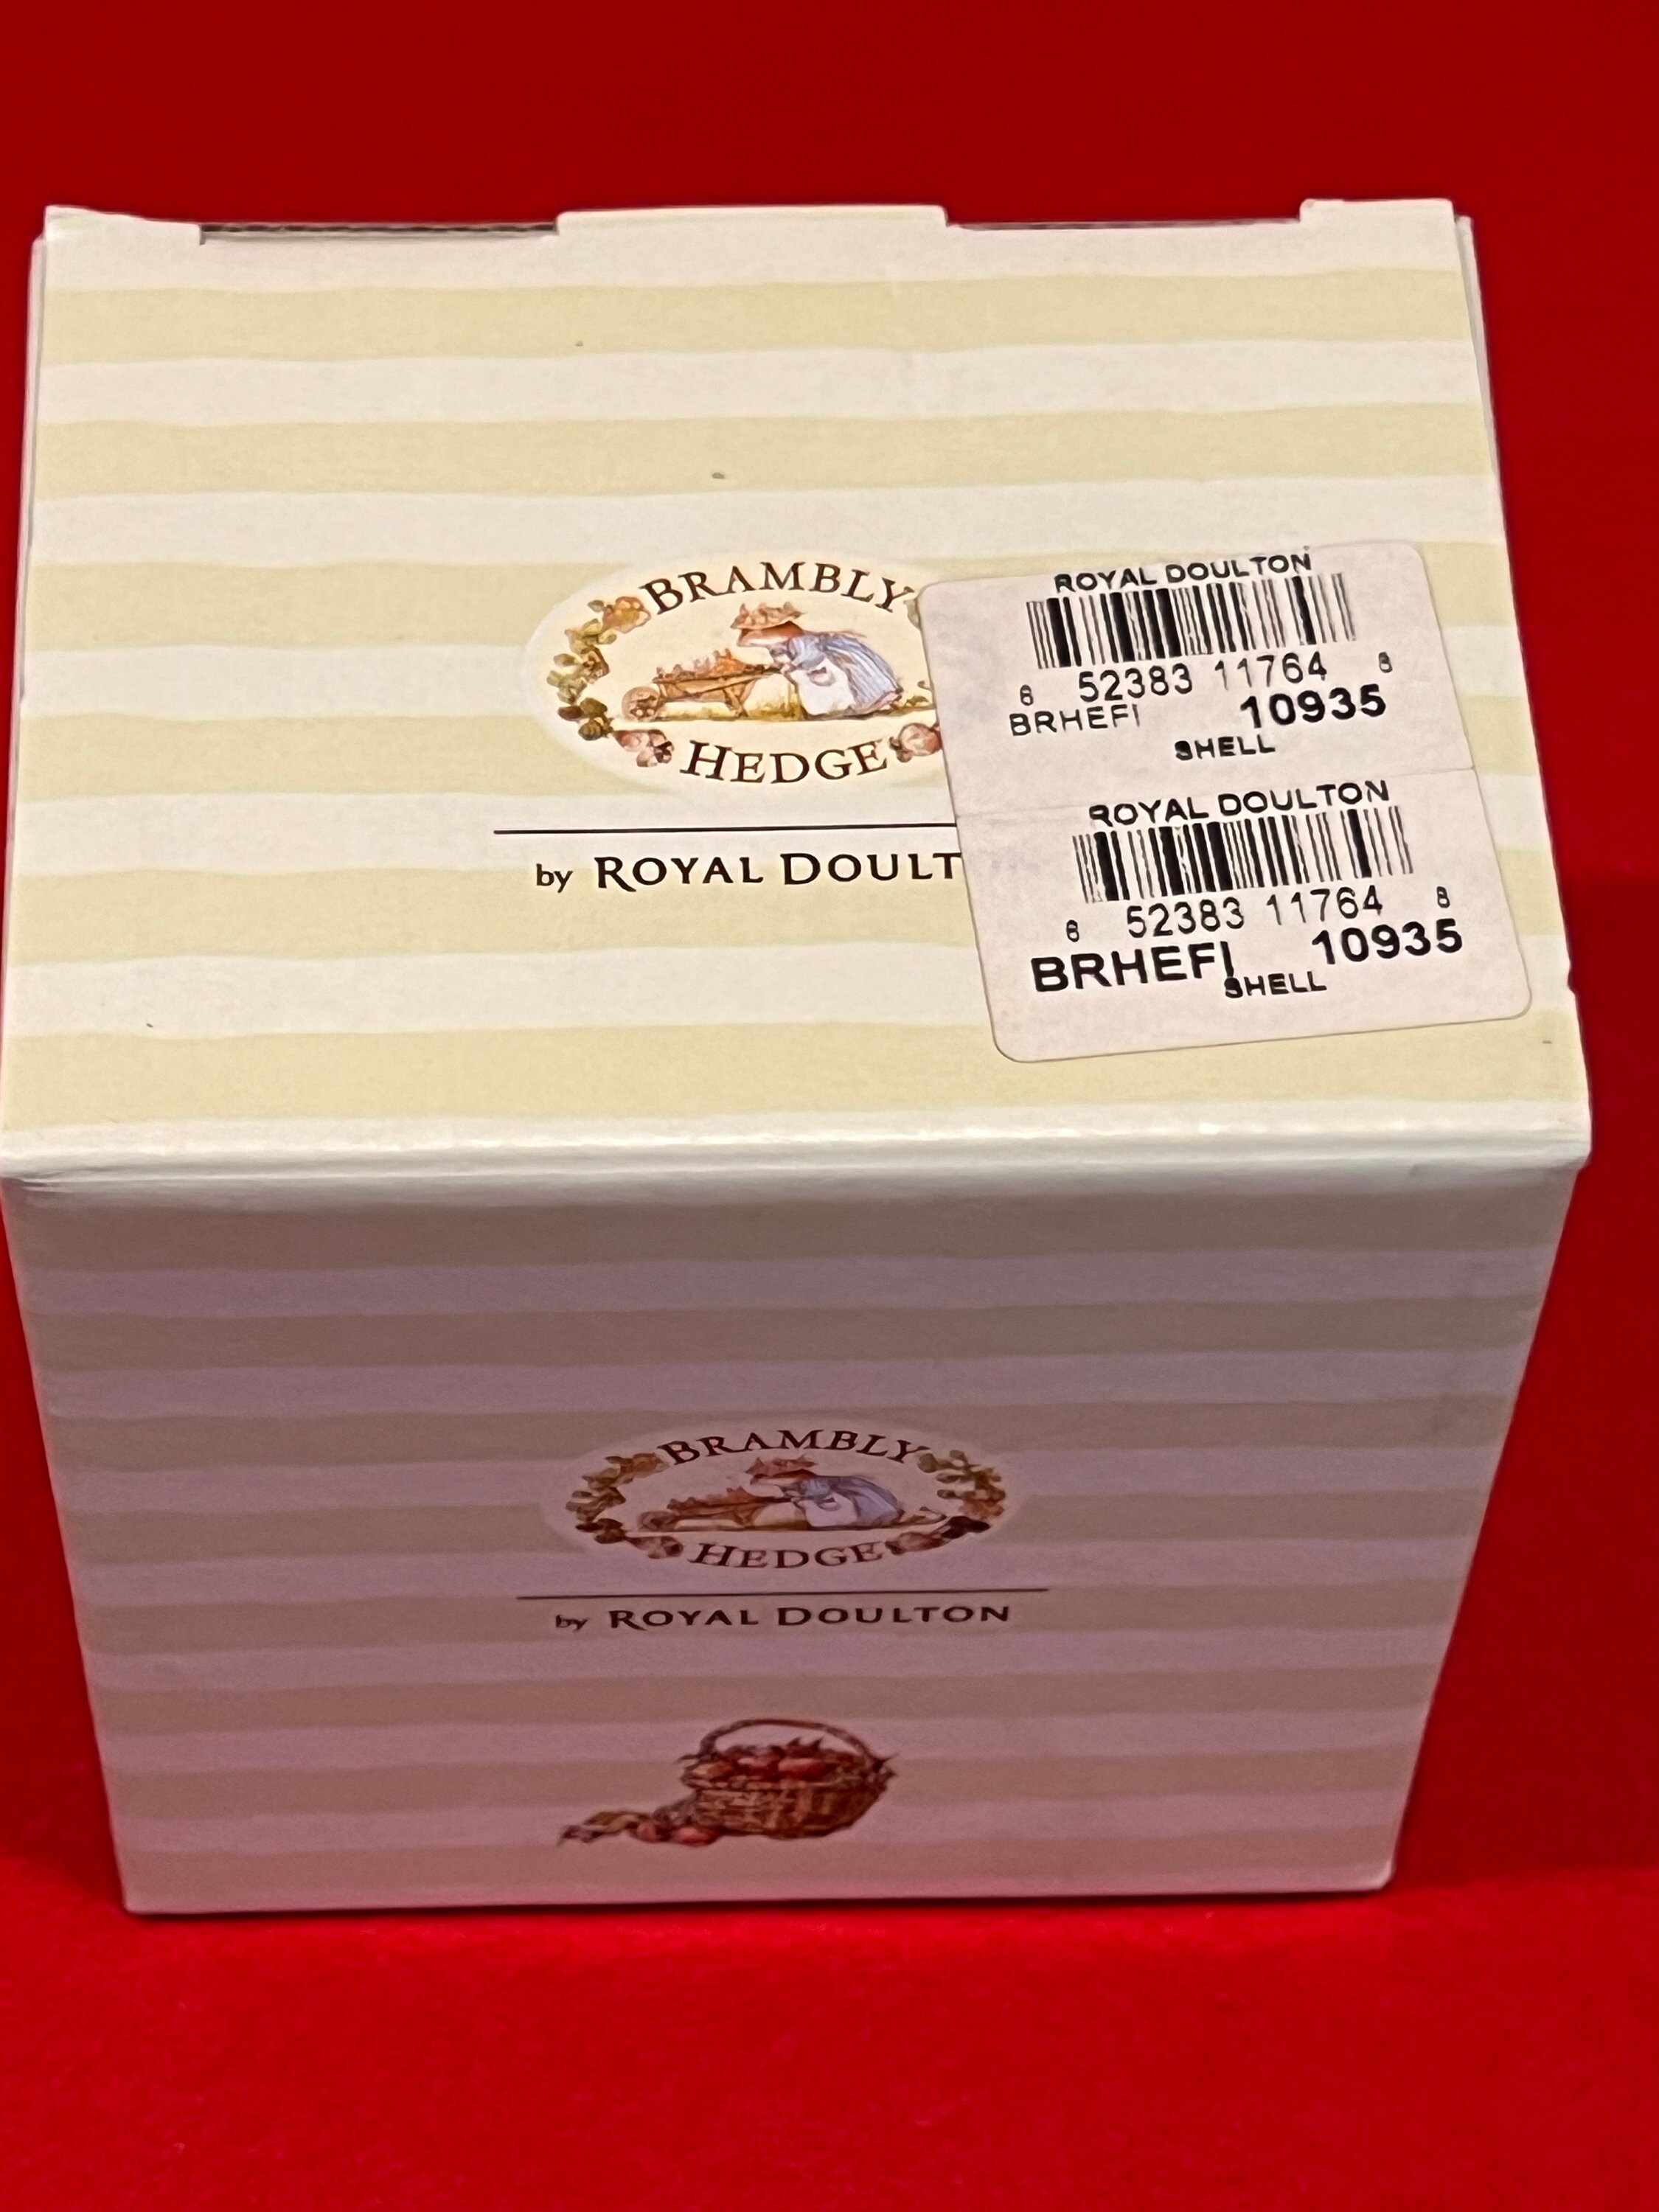 BRAMBLY
HEDGE
by ROYAL DOULT
ROYAL DOULTON
6 52383 11764 8
BRHEFI 10935
SHELL
ROYAL DOULTON
6 52383 11764 8
BRHEFI 10935
SHELL
BRAMBLY
HEDGE
by ROYAL DOULTON